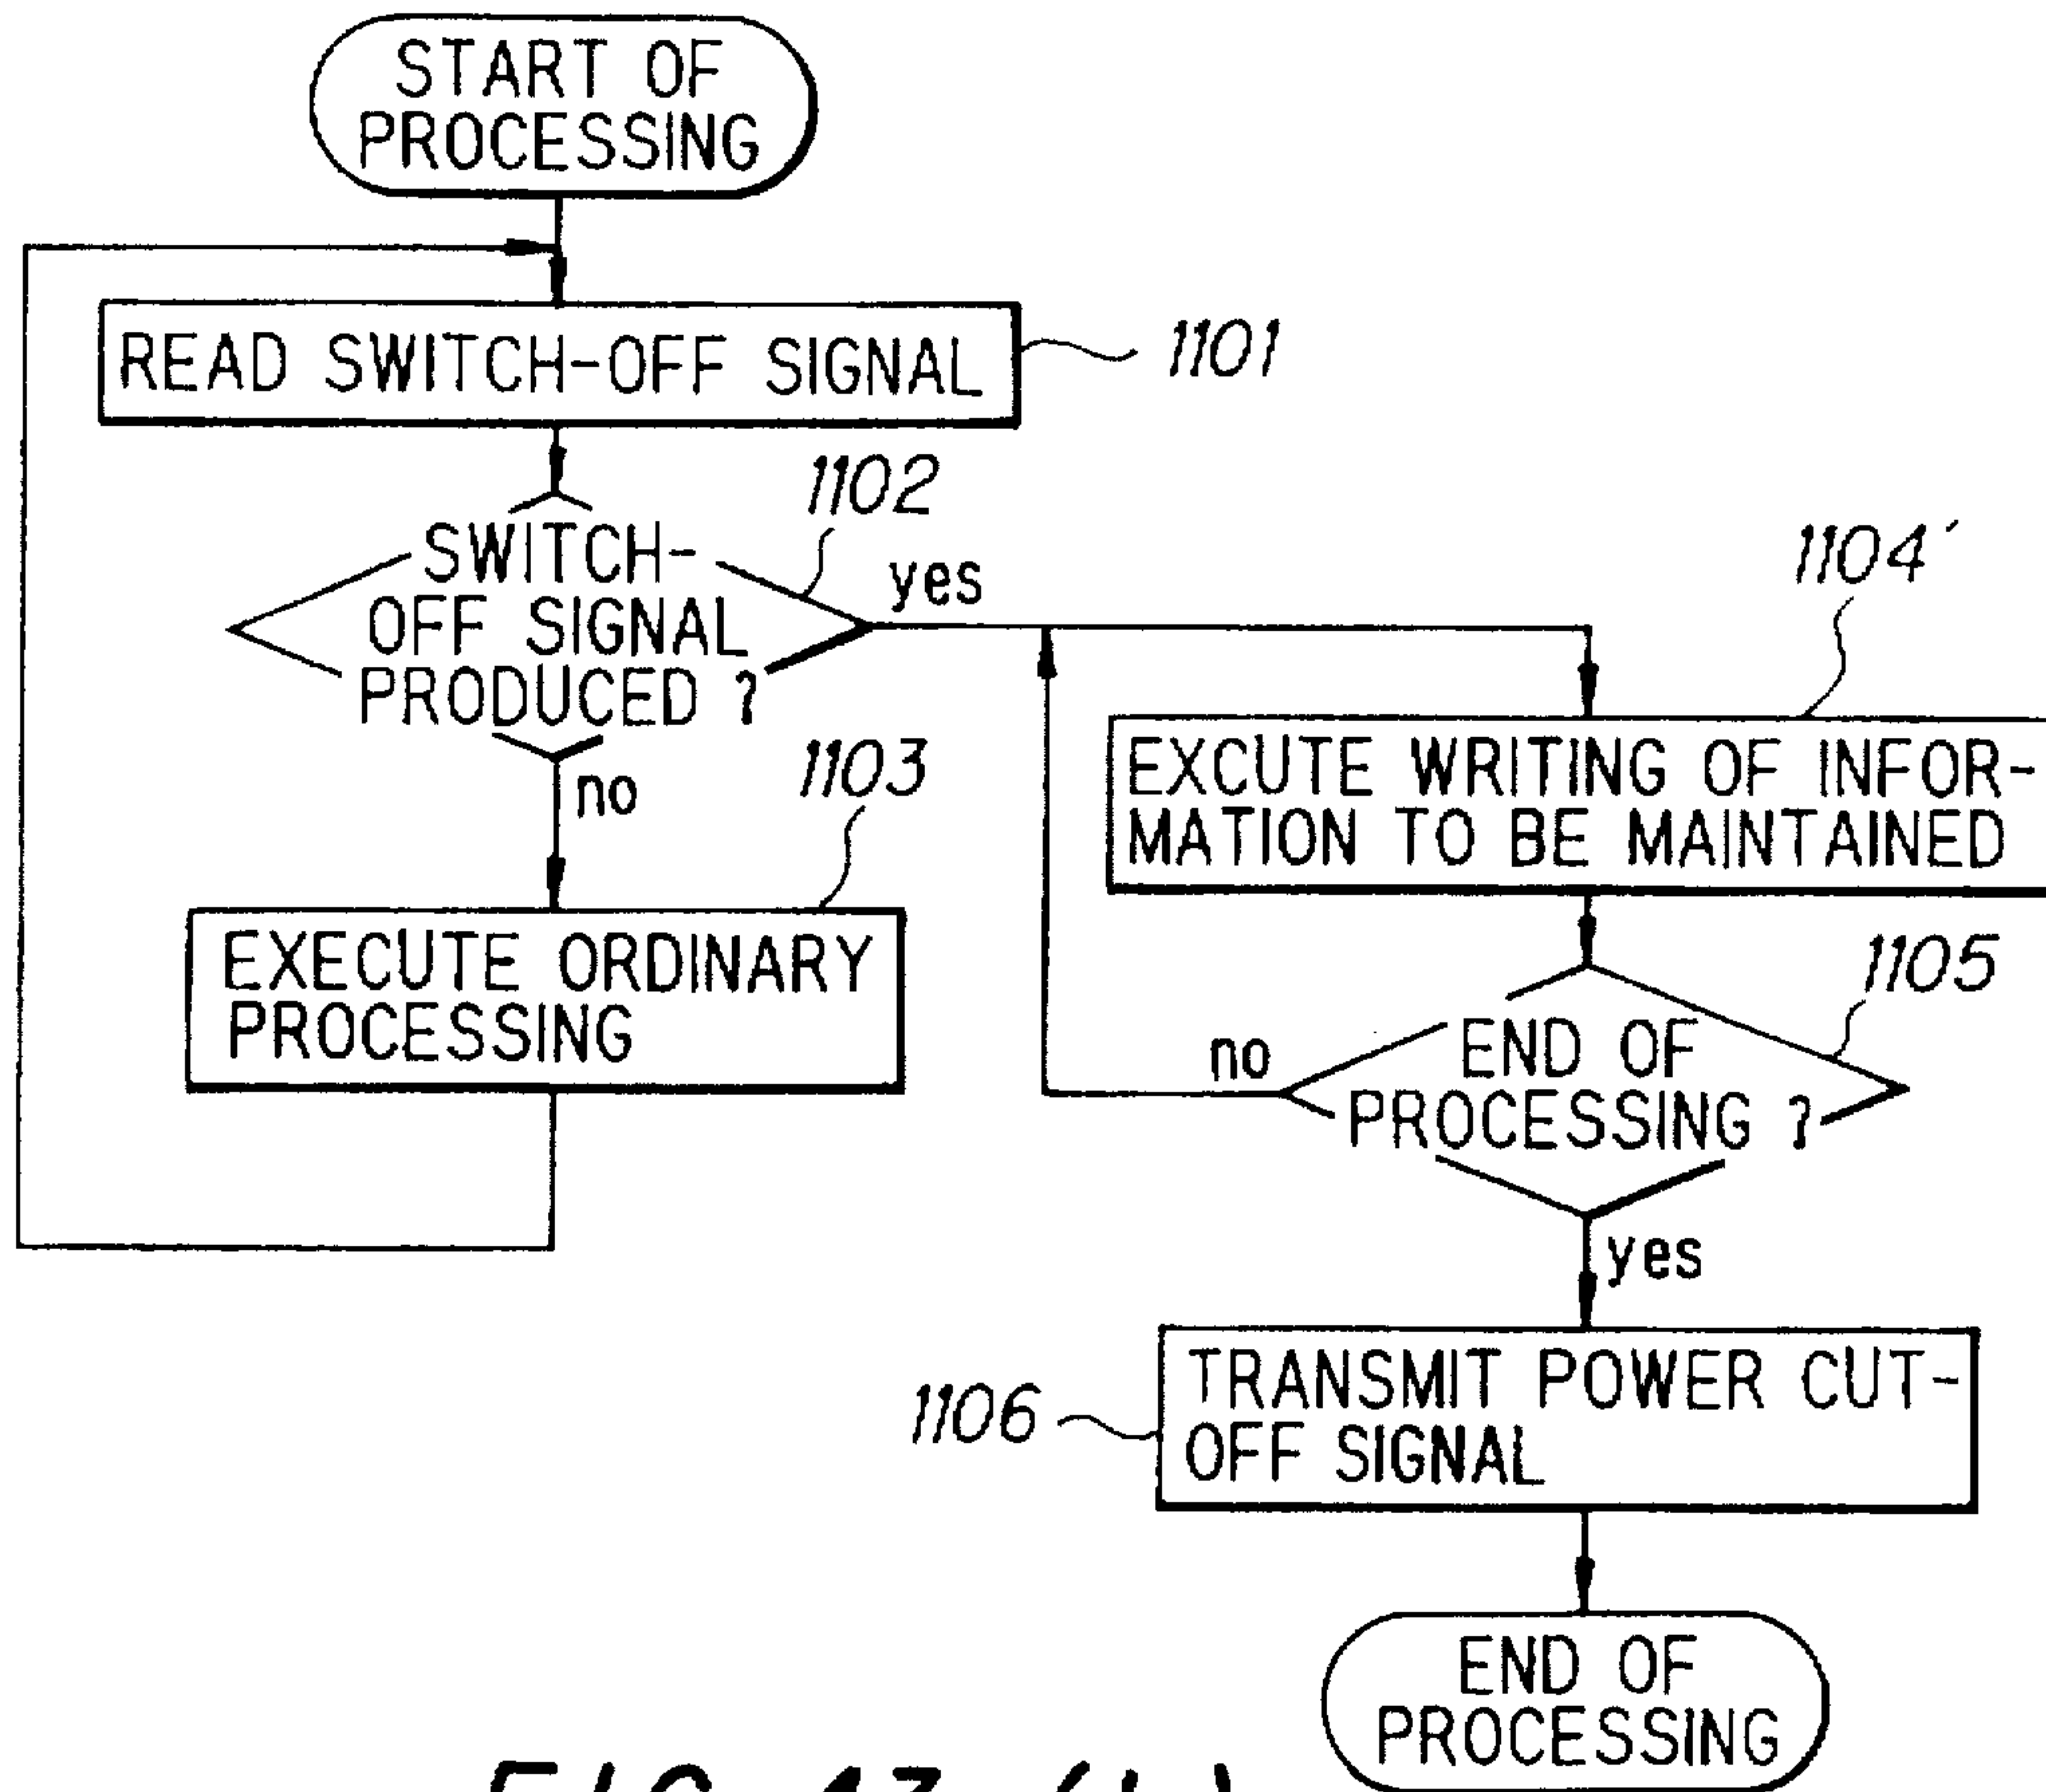 START OF
PROCESSING
READ SWITCH-OFF SIGNAL
1101
1102
SWITCH-
OFF SIGNAL
PRODUCED ?
yes
no
1103
EXECUTE ORDINARY
PROCESSING
1104'
EXCUTE WRITING OF INFOR-
MATION TO BE MAINTAINED
1105
END OF
PROCESSING ?
no
yes
1106
TRANSMIT POWER CUT-
OFF SIGNAL
END OF
PROCESSING